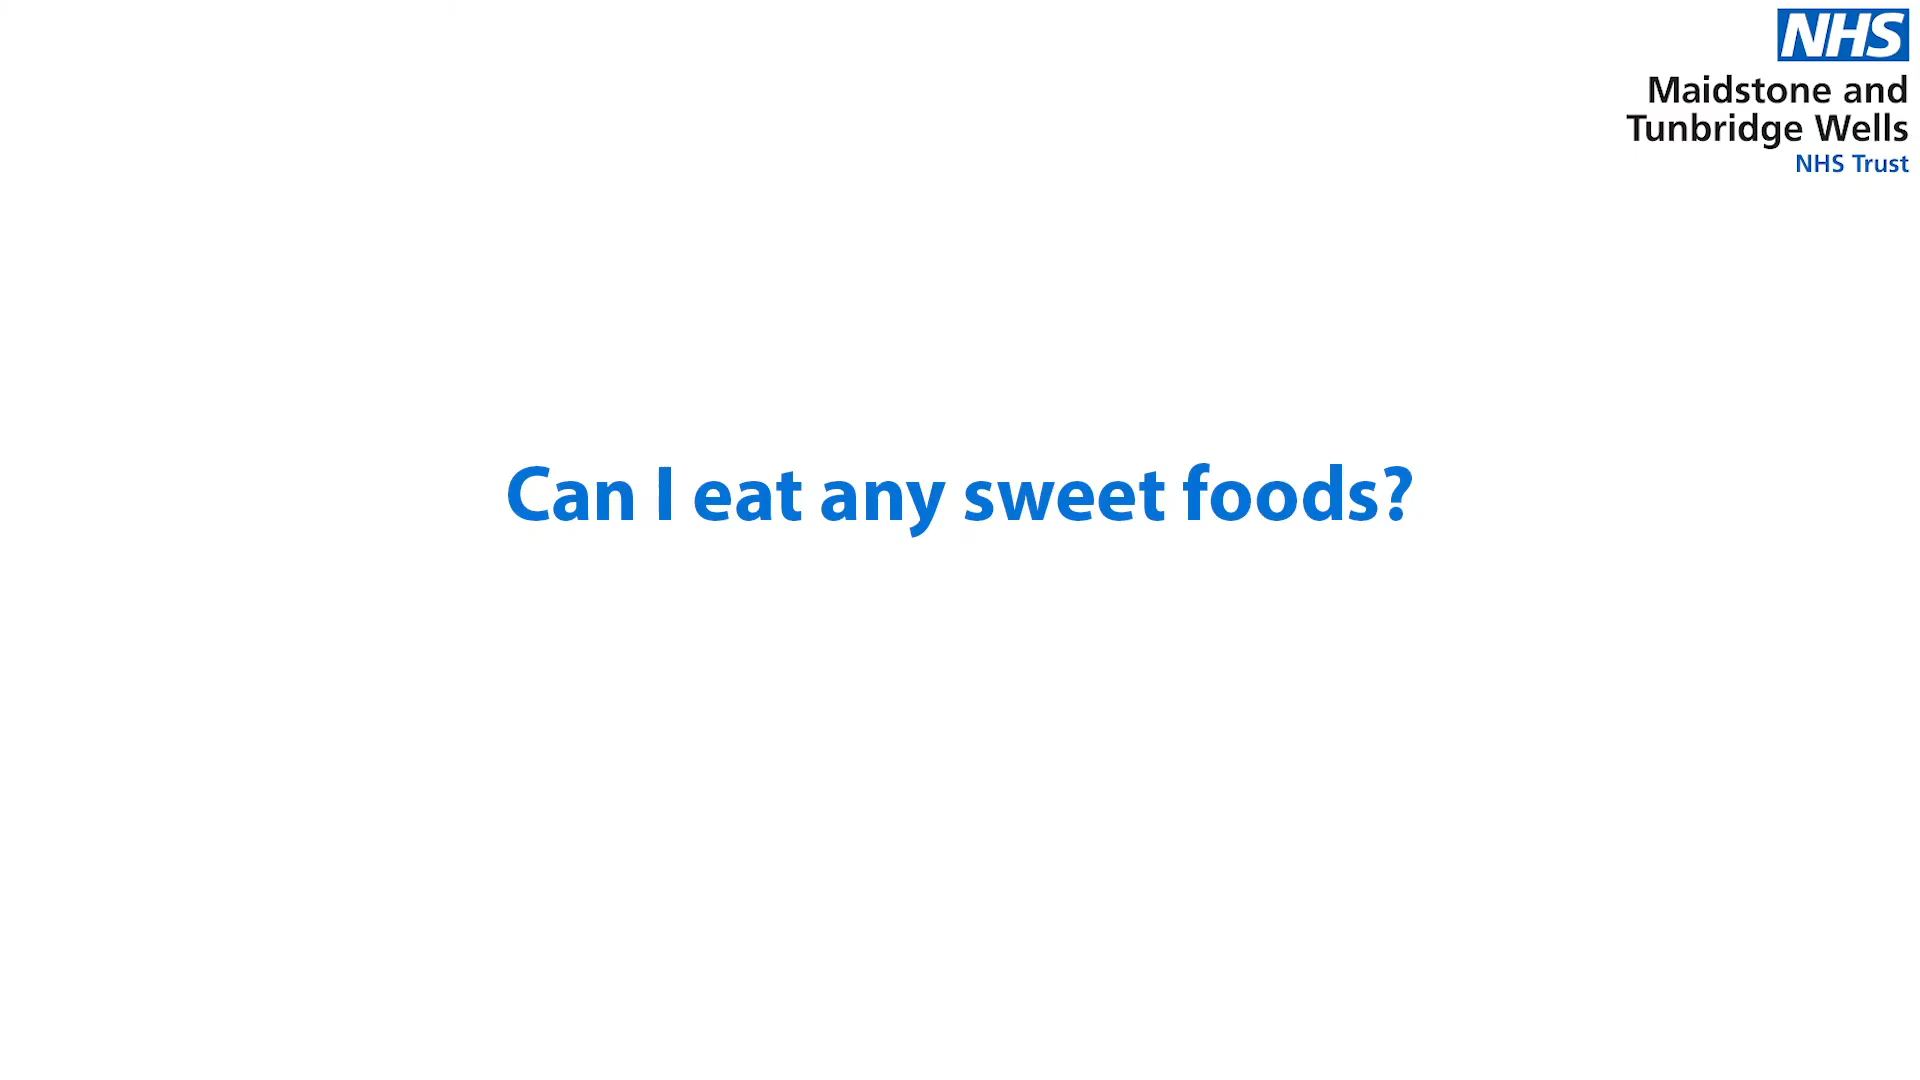 NHS
Maidstone and
Tunbridge Wells
NHS Trust
Can I eat any sweet foods?